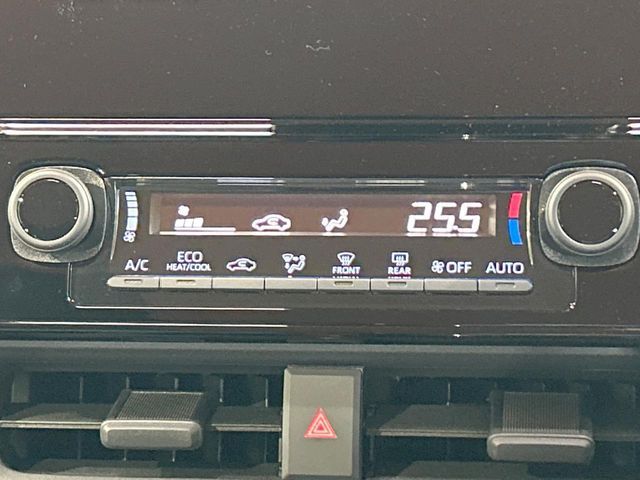 25.5
A/C
ECO
HEAT/COOL
FRONT
REAR
OFF
AUTO